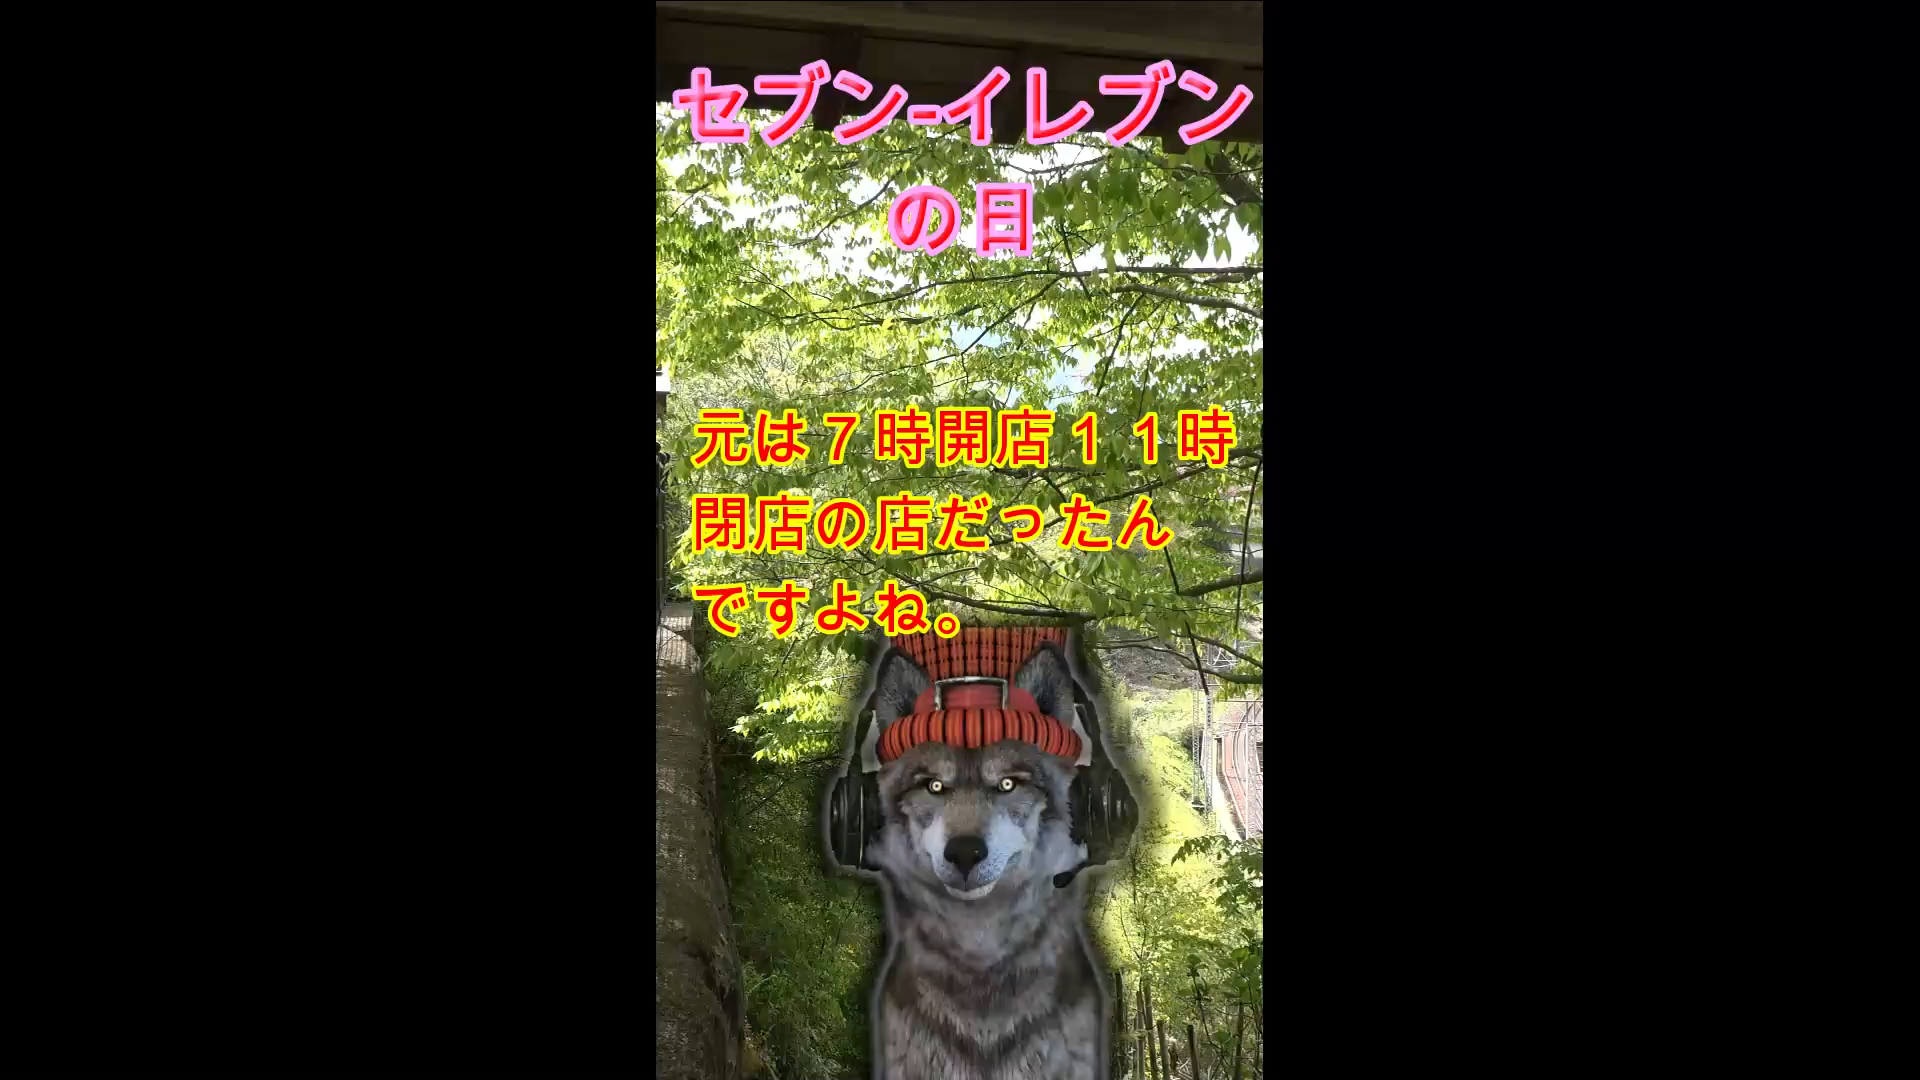 セブン-イレブン
の日
元は７時開店１１時
閉店の店だったん
ですよね。